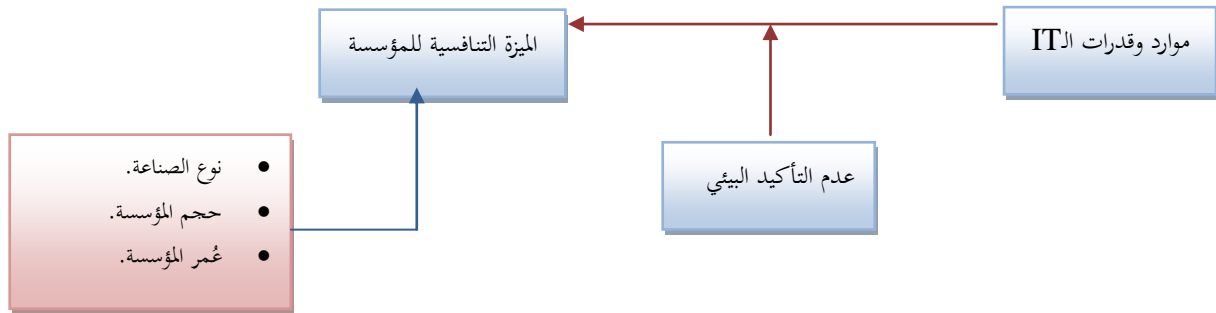 موارد وقدرات الـIT
الميزة التنافسية للمؤسسة
عدم التأكيد البيئي
● نوع الصناعة.
● حجم المؤسسة.
● عُمر المؤسسة.